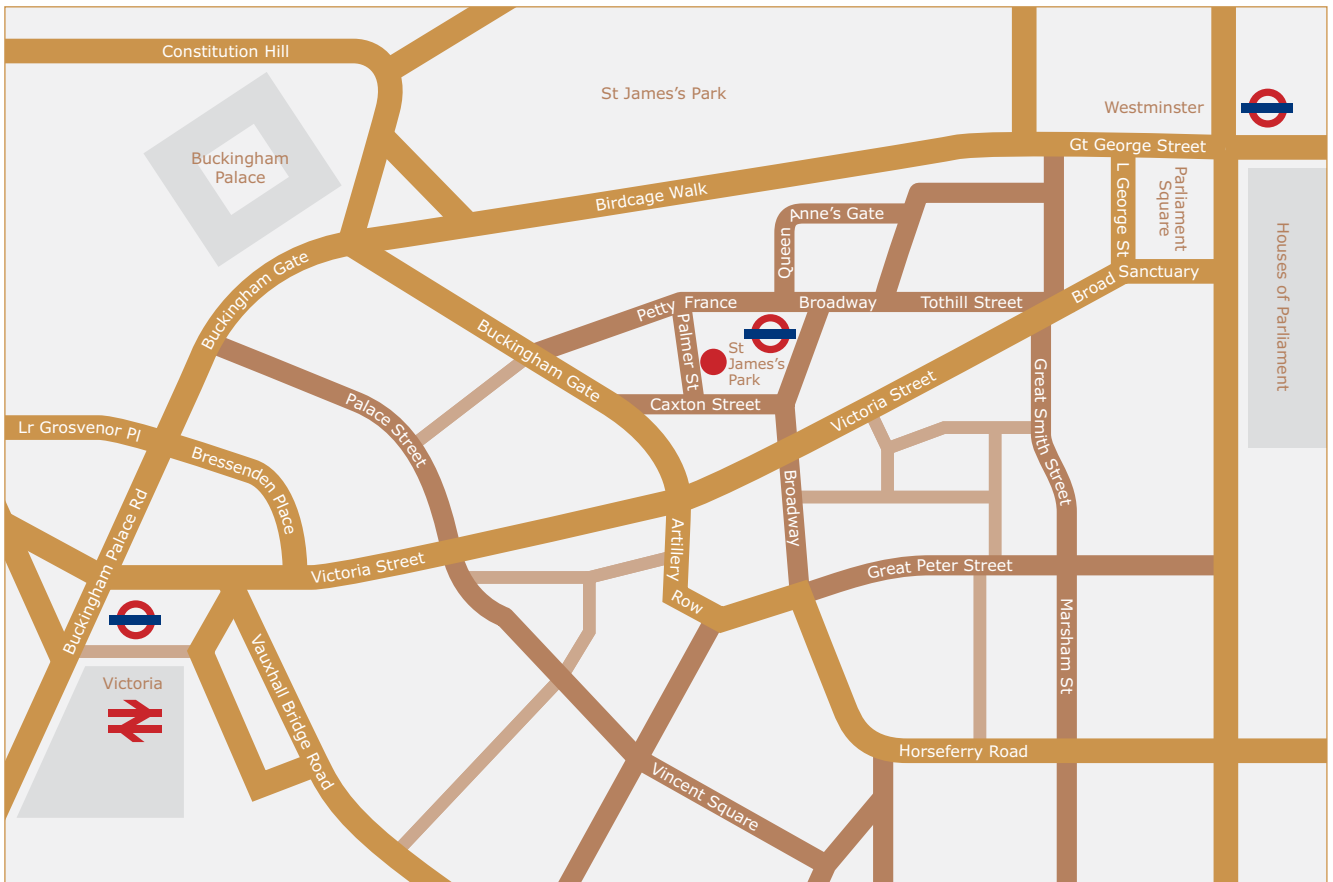 Constitution Hill
St James’s Park
Westminster
Gt George Street
Buckingham
Palace
Birdcage Walk
L George St
Parliament
Square
Queen
Anne’s Gate
Houses of Parliament
Buckingham Gate
Broad
Sanctuary
Petty
France
Broadway
Tothill Street
Buckingham Gate
Palmer St
St
James’s
Park
Palace Street
Caxton Street
Victoria Street
Great Smith Street
Lr Grosvenor Pl
Bressenden Place
Broadway
Buckingham Palace Rd
Victoria Street
Artillery
Row
Great Peter Street
Marsham St
Vauxhall Bridge Road
Victoria
Horseferry Road
Vincent Square